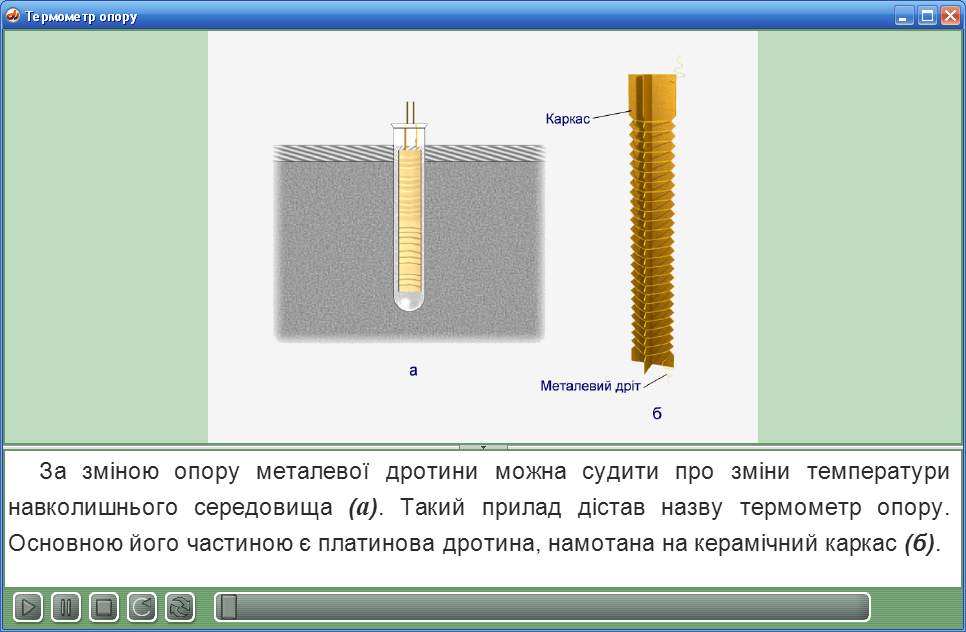 Термометр опору
Каркас
а
Металевий дріт
б
За зміною опору металевої дротини можна судити про зміни температури
навколишнього середовища (а). Такий прилад дістав назву термометр опору.
Основною його частиною є платинова дротина, намотана на керамічний каркас (б).